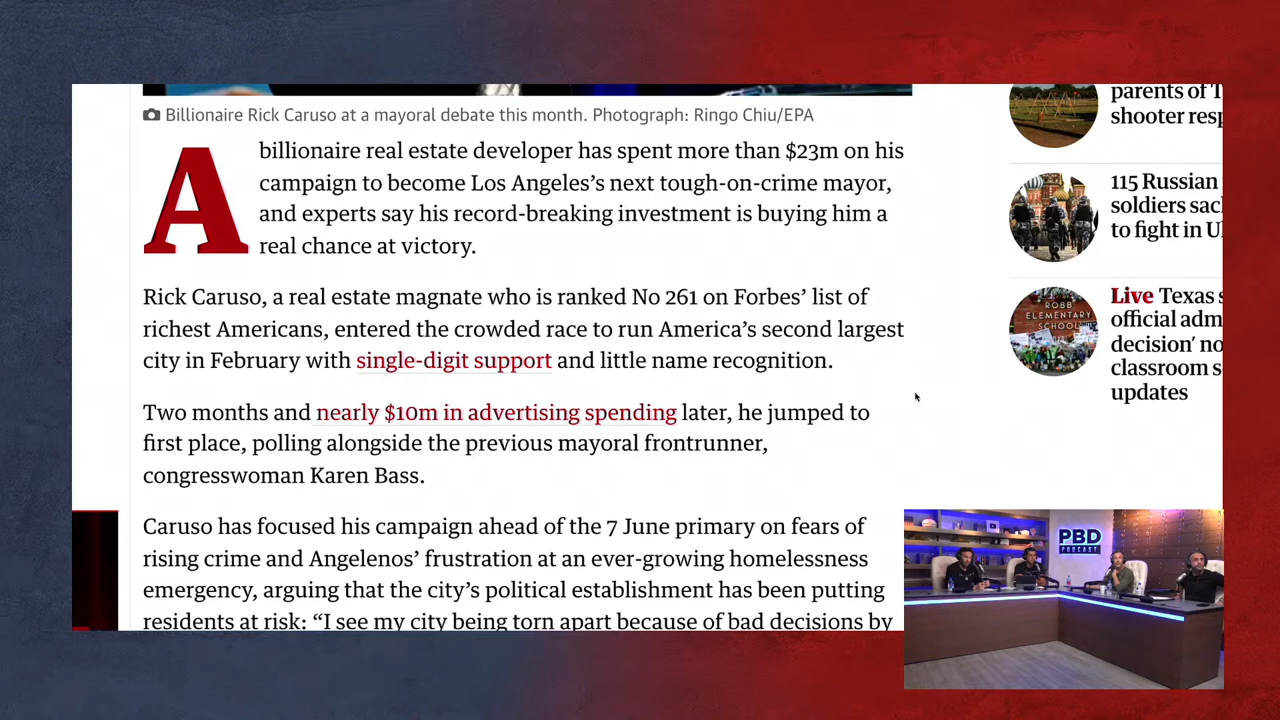 Billionaire Rick Caruso at a mayoral debate this month. Photograph: Ringo Chiu/EPA
A billionaire real estate developer has spent more than $23m on his
campaign to become Los Angeles’s next tough-on-crime mayor,
and experts say his record-breaking investment is buying him a
real chance at victory.
Rick Caruso, a real estate magnate who is ranked No 261 on Forbes’ list of
richest Americans, entered the crowded race to run America’s second largest
city in February with single-digit support and little name recognition.
Two months and nearly $10m in advertising spending later, he jumped to
first place, polling alongside the previous mayoral frontrunner,
congresswoman Karen Bass.
Caruso has focused his campaign ahead of the 7 June primary on fears of
rising crime and Angelenos’ frustration at an ever-growing homelessness
emergency, arguing that the city’s political establishment has been putting
residents at risk: “I see my city being torn apart because of bad decisions by
parents of
shooter
115 Russian
soldiers
to fight in
Live Texas
official
decision’
classroom
updates
ROBB
ELEMENTARY
SCHOOL
PBD
PODCAST